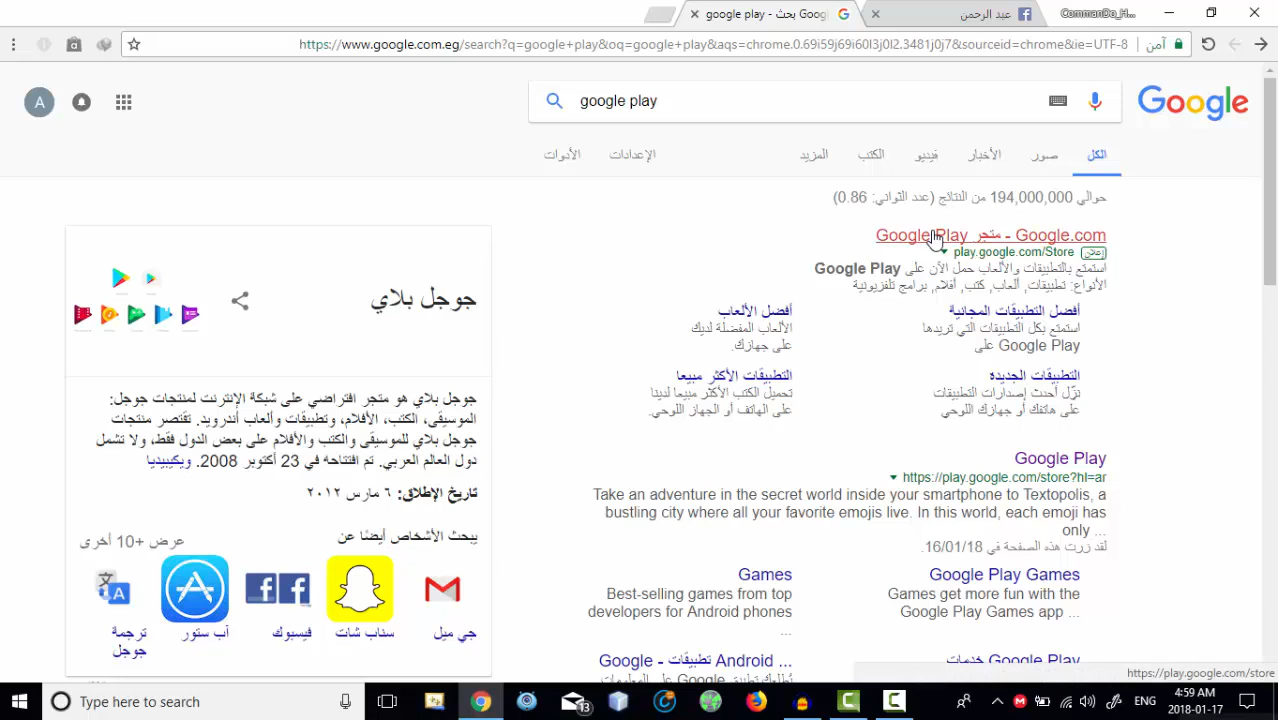 google play - بحث Googl
عبد الرحمن
CommanDo_H...
https://www.google.com.eg/search?q=google+play&oq=google+play&aqs=chrome.0.69i59j69i60l3j0l2.3481j0j7&sourceid=chrome&ie=UTF-8
آمن
A
google play
Google
الكل
صور
الأخبار
فيديو
الكتب
المزيد
الإعدادات
الأدوات
حوالي 194,000,000 من النتائج (عدد الثواني: 0.86)
Google Play متجر - Google.com
إعلان play.google.com/Store
استمتع بالتطبيقات والألعاب حمل الآن على Google Play
الأنواع: تطبيقات, ألعاب, كتب, أفلام, برامج تلفزيونية
أفضل التطبيقات المجانية
استمتع بكل التطبيقات التي تريدها
على Google Play
أفضل الألعاب
الألعاب المفضلة لديك
على جهازك.
التطبيقات الجديدة
نزّل أحدث إصدارات التطبيقات
على هاتفك أو جهازك اللوحي
التطبيقات الأكثر مبيعا
تحميل الكتب الأكثر مبيعا لدينا
على الهاتف أو الجهاز اللوحي.
Google Play
https://play.google.com/store?hl=ar
Take an adventure in the secret world inside your smartphone to Textopolis, a
bustling city where all your favorite emojis live. In this world, each emoji has
only ...
لقد زرت هذه الصفحة في 16/01/18.
Google Play Games
Games get more fun with the
Google Play Games app ...
Games
Best-selling games from top
developers for Android phones
...
خدمات Google Play
Google - تطبيقات Android ...
جوجل بلاي
جوجل بلاي هو متجر افتراضي على شبكة الإنترنت لمنتجات جوجل:
الموسيقى، الكتب، الأفلام، وتطبيقات وألعاب أندرويد. تقتصر منتجات
جوجل بلاي للموسيقى والكتب والأفلام على بعض الدول فقط، ولا تشمل
دول العالم العربي. تم افتتاحه في 23 أكتوبر 2008. ويكيبيديا
تاريخ الإطلاق: ٦ مارس ٢٠١٢
يبحث الأشخاص أيضًا عن
عرض +10 أخرى
جي ميل
سناب شات
فيسبوك
آب ستور
ترجمة
جوجل
https://play.google.com/store
Type here to search
13
ENG
4:59 AM
2018-01-17